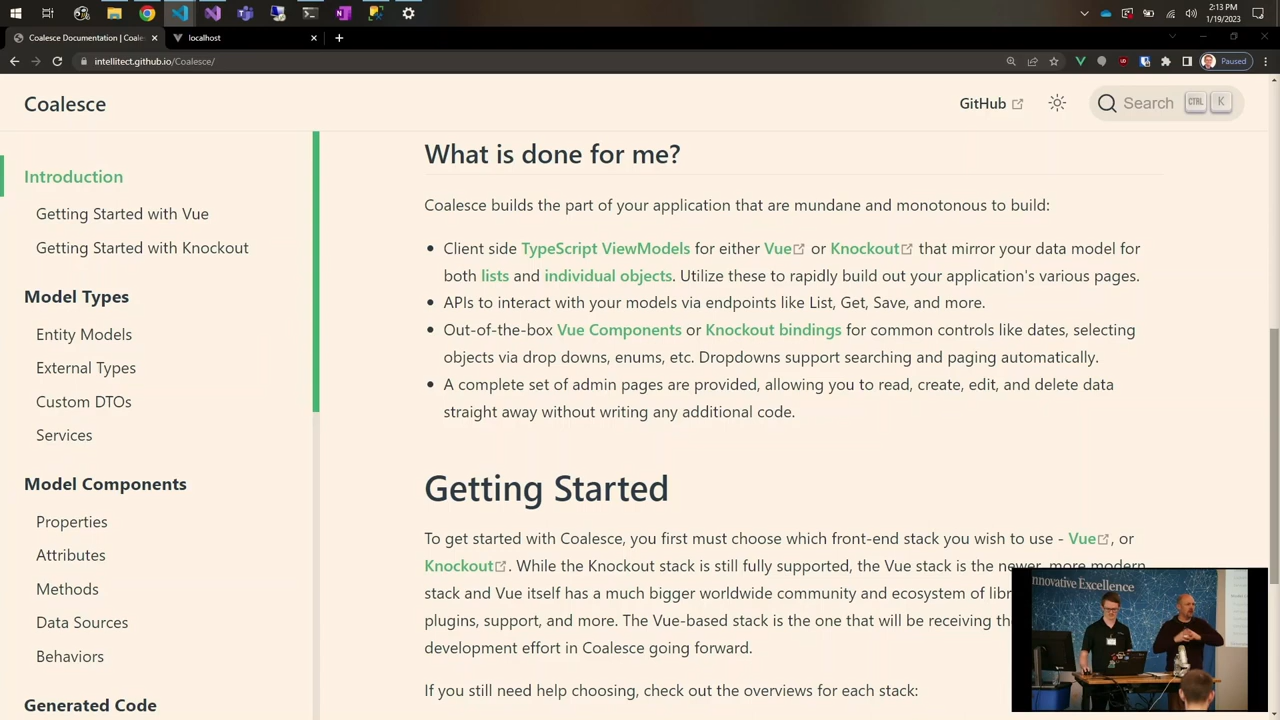 2:13 PM
1/19/2023
Coalesce Documentation | Coale
localhost
intellitect.github.io/Coalesce/
Paused
Coalesce
GitHub
Search
CTRL
K
Introduction
Getting Started with Vue
Getting Started with Knockout
Model Types
Entity Models
External Types
Custom DTOs
Services
Model Components
Properties
Attributes
Methods
Data Sources
Behaviors
Generated Code
What is done for me?
Coalesce builds the part of your application that are mundane and monotonous to build:
Client side TypeScript ViewModels for either Vue or Knockout that mirror your data model for
both lists and individual objects. Utilize these to rapidly build out your application's various pages.
APIs to interact with your models via endpoints like List, Get, Save, and more.
Out-of-the-box Vue Components or Knockout bindings for common controls like dates, selecting
objects via drop downs, enums, etc. Dropdowns support searching and paging automatically.
A complete set of admin pages are provided, allowing you to read, create, edit, and delete data
straight away without writing any additional code.
Getting Started
To get started with Coalesce, you first must choose which front-end stack you wish to use - Vue, or
Knockout. While the Knockout stack is still fully supported, the Vue stack is the newer, more modern
stack and Vue itself has a much bigger worldwide community and ecosystem of
plugins, support, and more. The Vue-based stack is the one that will be receiving the
development effort in Coalesce going forward.
If you still need help choosing, check out the overviews for each stack:
Innovative Excellence